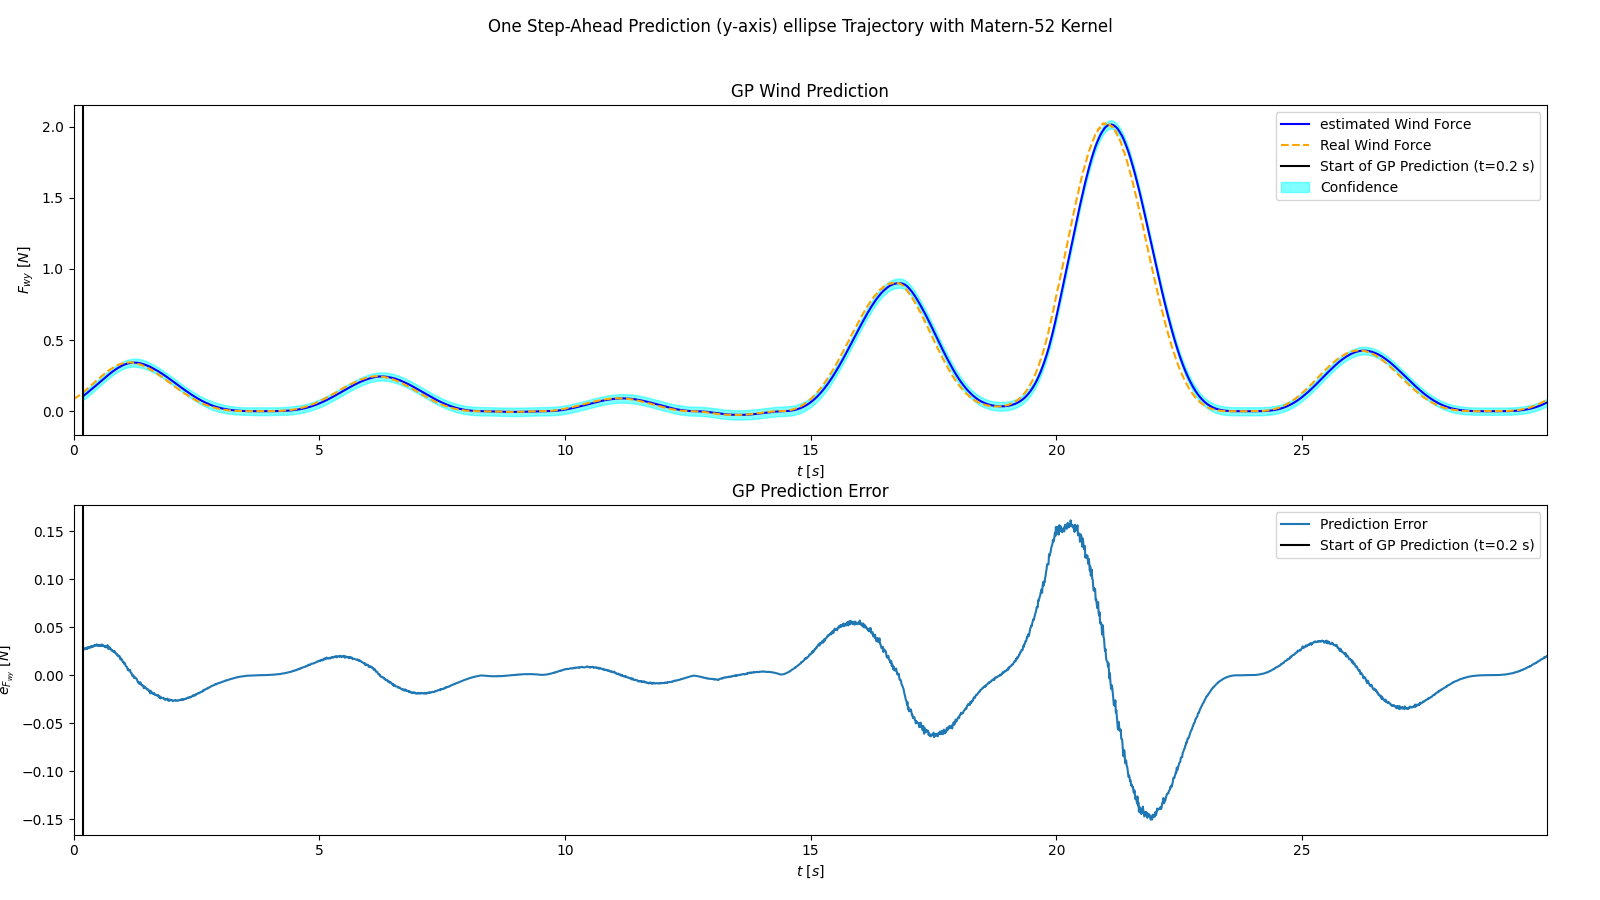 One Step-Ahead Prediction (y-axis) ellipse Trajectory with Matern-52 Kernel
GP Wind Prediction
2.0
1.5
1.0
0.5
0.0
F_wy [N]
estimated Wind Force
Real Wind Force
Start of GP Prediction (t=0.2 s)
Confidence
0 5 10 15 20 25
t [s]
GP Prediction Error
0.15
0.10
0.05
0.00
−0.05
−0.10
−0.15
e_F_wy [N]
Prediction Error
Start of GP Prediction (t=0.2 s)
0 5 10 15 20 25
t [s]